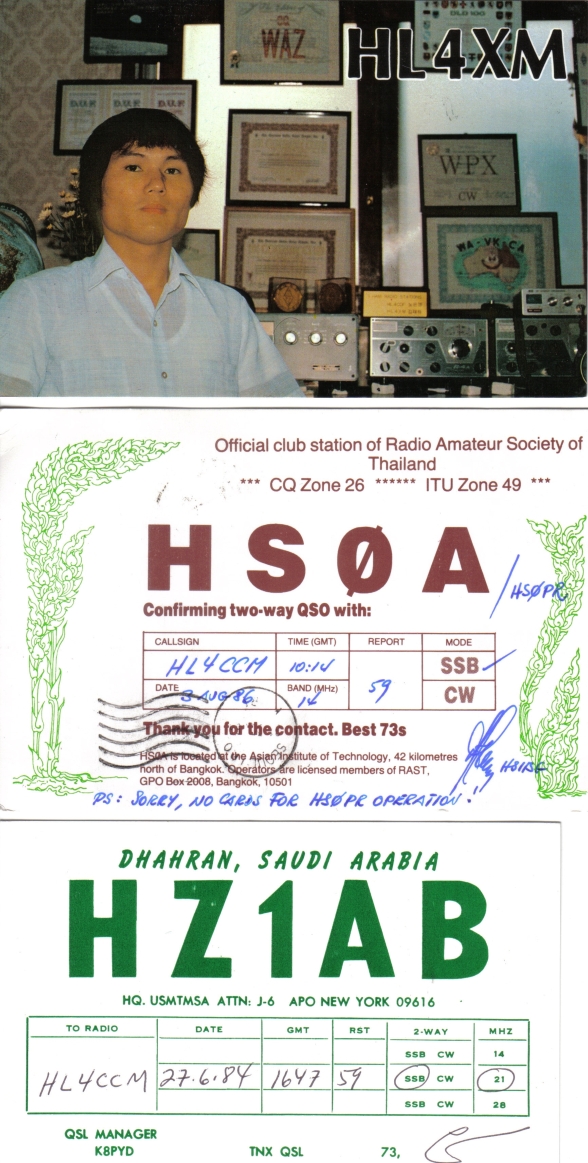 HL4XM
WAZ
D.U.F.
D.U.F.
WPX
CW
WA-VK-CA
Official club station of Radio Amateur Society of
Thailand
*** CQ Zone 26 ****** ITU Zone 49 ***
HSØA
/HSØPR
Confirming two-way QSO with:
CALLSIGN TIME (GMT) REPORT MODE
HL4CCM 10:14 59 SSB ✓
DATE BAND (MHz)
3 AUG 86 14 CW
Thank you for the contact. Best 73s
HSØA is located at the Asian Institute of Technology, 42 kilometres
north of Bangkok. Operators are licensed members of RAST,
GPO Box 2008, Bangkok, 10501
PS: SORRY, NO CARDS FOR HSØPR OPERATION!
DHAHRAN, SAUDI ARABIA
HZ1AB
HQ. USMTMSA ATTN: J-6 APO NEW YORK 09616
TO RADIO DATE GMT RST 2-WAY MHZ
SSB CW 14
HL4CCM 27.6.84 1647 59 SSB CW 21
SSB CW 28
QSL MANAGER
K8PYD TNX QSL 73,